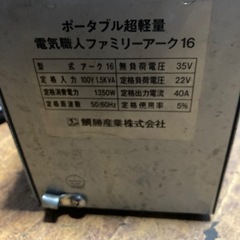 ポータブル超軽量
電気職人ファミリーアーク16
型式 アーク16 無負荷電圧 35V
定格入力 100V 1.5KVA 定格負荷電圧 22V
定格消費電力 1350W 定格出力電流 40A
定格周波数 50/60Hz 定格使用率 5%
鯛勝産業株式会社